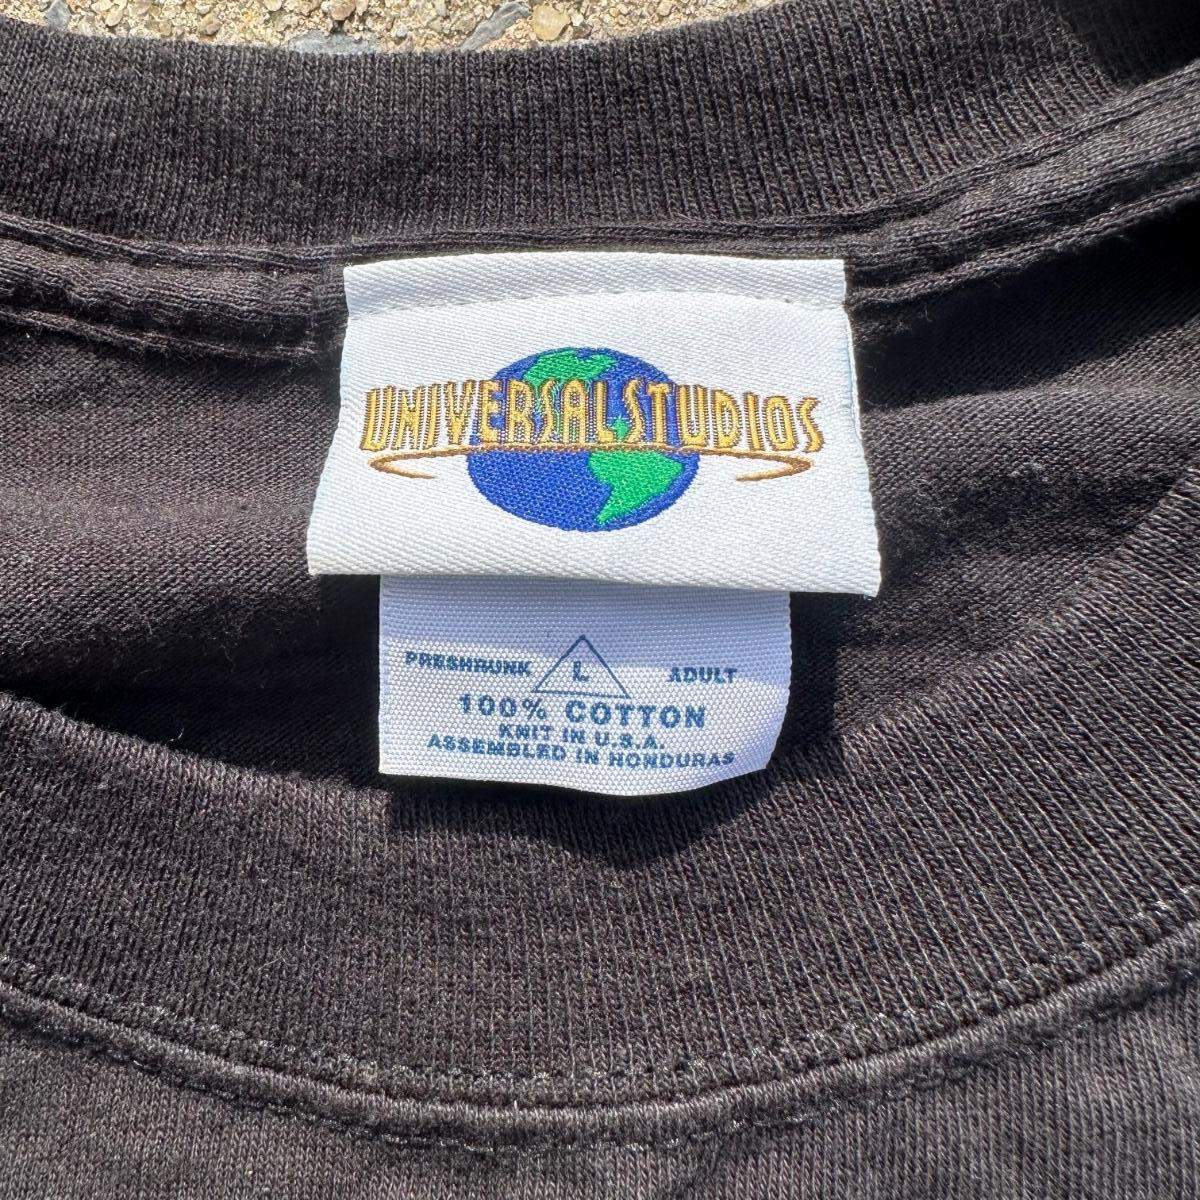 UNIVERSAL STUDIOS
PRESHRUNK L ADULT
100% COTTON
KNIT IN U.S.A.
ASSEMBLED IN HONDURAS